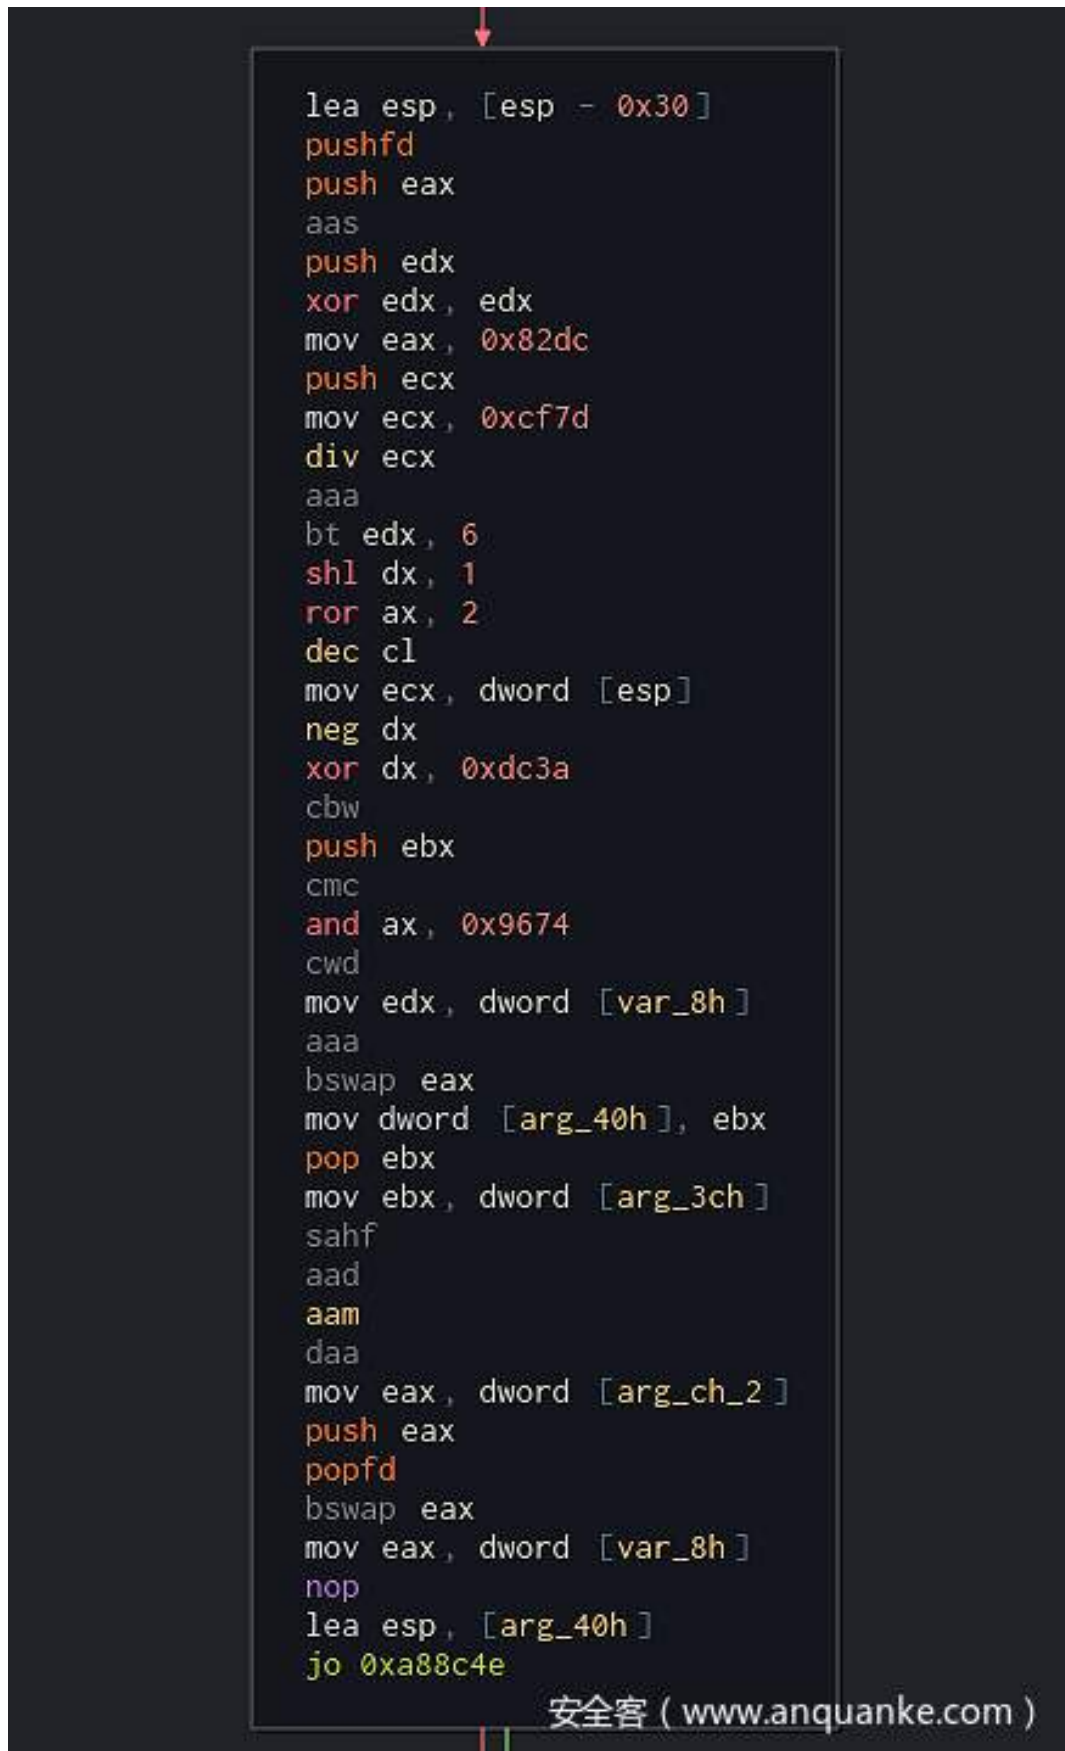 lea esp, [esp - 0x30]
pushfd
push eax
aas
push edx
xor edx, edx
mov eax, 0x82dc
push ecx
mov ecx, 0xcf7d
div ecx
aaa
bt edx, 6
shl dx, 1
ror ax, 2
dec cl
mov ecx, dword [esp]
neg dx
xor dx, 0xdc3a
cbw
push ebx
cmc
and ax, 0x9674
cwd
mov edx, dword [var_8h]
aaa
bswap eax
mov dword [arg_40h], ebx
pop ebx
mov ebx, dword [arg_3ch]
sahf
aad
aam
daa
mov eax, dword [arg_ch_2]
push eax
popfd
bswap eax
mov eax, dword [var_8h]
nop
lea esp, [arg_40h]
jo 0xa88c4e
安全客（www.anquanke.com）